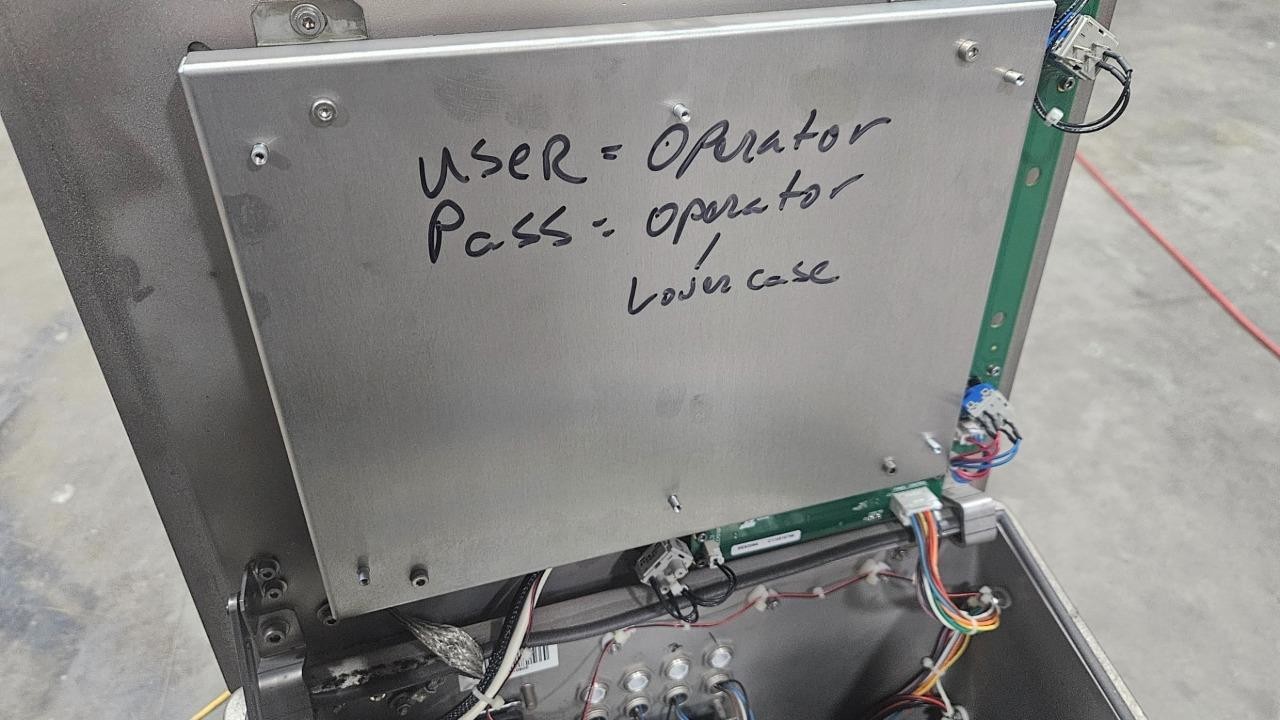 USER = Operator
Pass = operator
Lower case